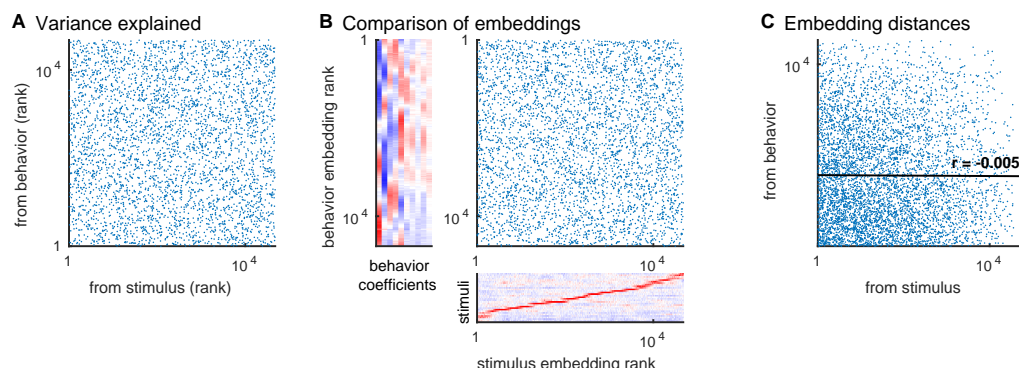 A Variance explained
from behavior (rank)
10^4
1
1
10^4
from stimulus (rank)
B Comparison of embeddings
behavior embedding rank
1
10^4
behavior
coefficients
1
10^4
1
10^4
stimuli
1
10^4
stimulus embedding rank
C Embedding distances
from behavior
10^4
r = -0.005
1
1
10^4
from stimulus